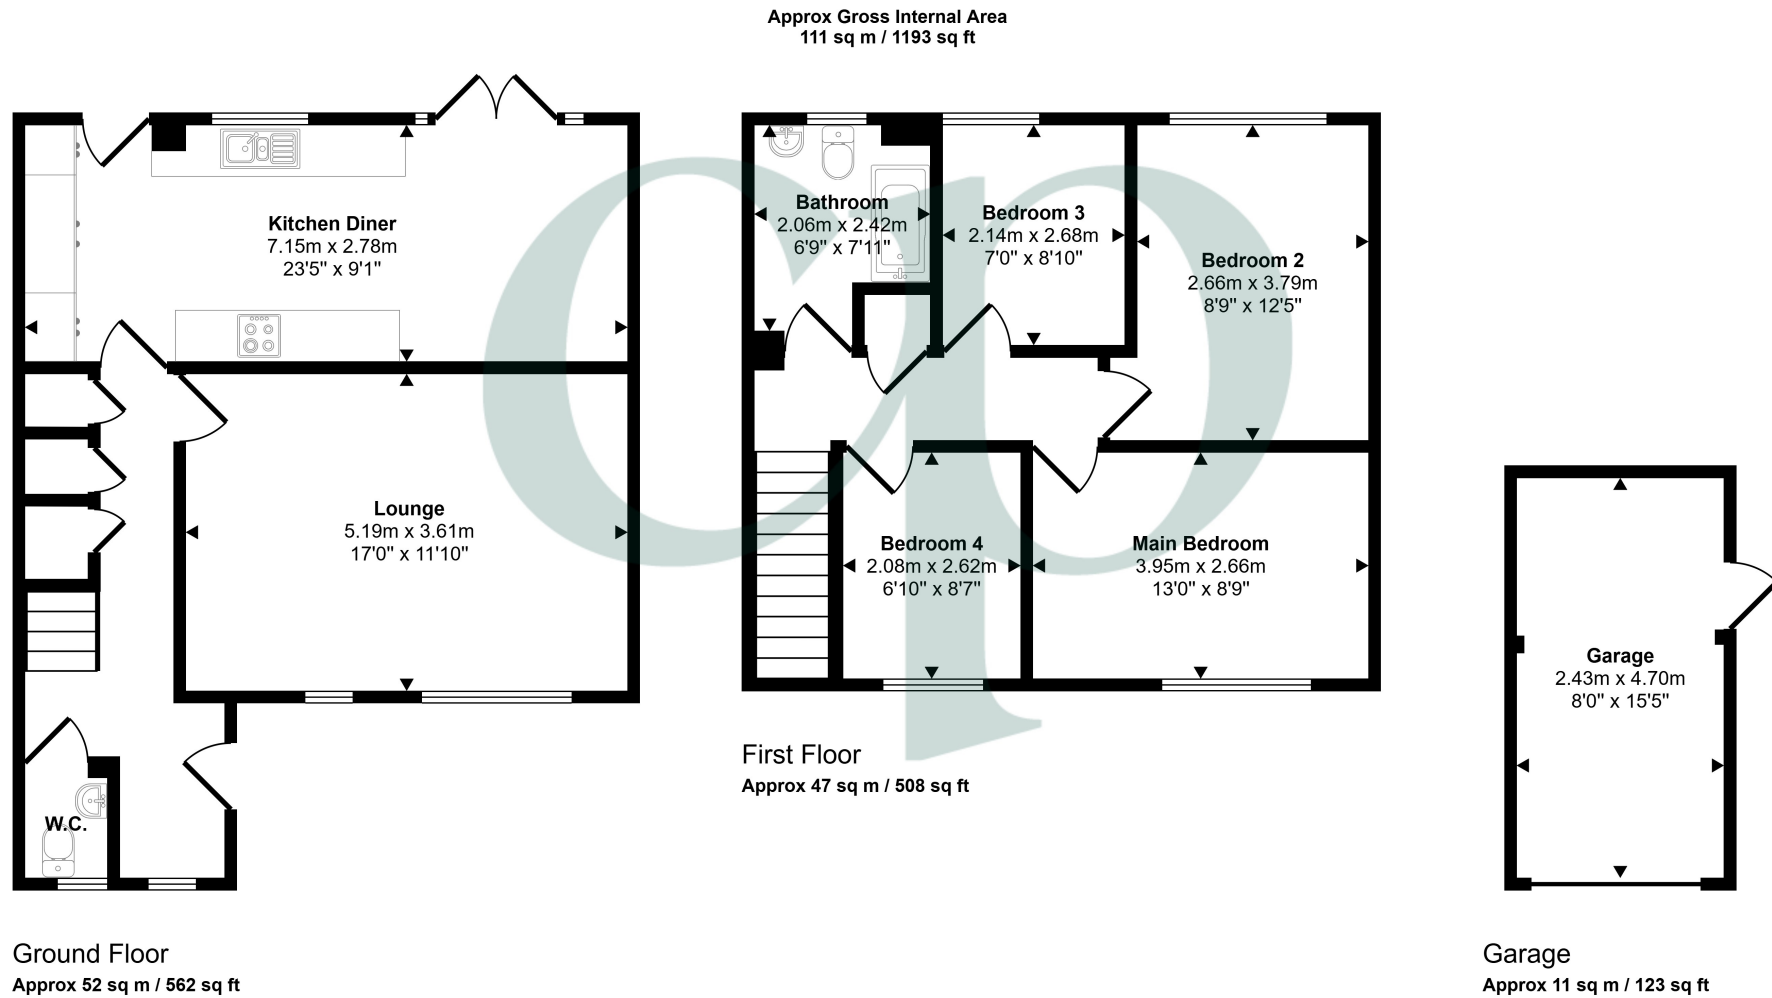 Approx Gross Internal Area
111 sq m / 1193 sq ft
Kitchen Diner
7.15m x 2.78m
23'5" x 9'1"
Lounge
5.19m x 3.61m
17'0" x 11'10"
W.C.
Ground Floor
Approx 52 sq m / 562 sq ft
Bathroom
2.06m x 2.42m
6'9" x 7'11"
Bedroom 3
2.14m x 2.68m
7'0" x 8'10"
Bedroom 2
2.66m x 3.79m
8'9" x 12'5"
Bedroom 4
2.08m x 2.62m
6'10" x 8'7"
Main Bedroom
3.95m x 2.66m
13'0" x 8'9"
First Floor
Approx 47 sq m / 508 sq ft
Garage
2.43m x 4.70m
8'0" x 15'5"
Garage
Approx 11 sq m / 123 sq ft
cp